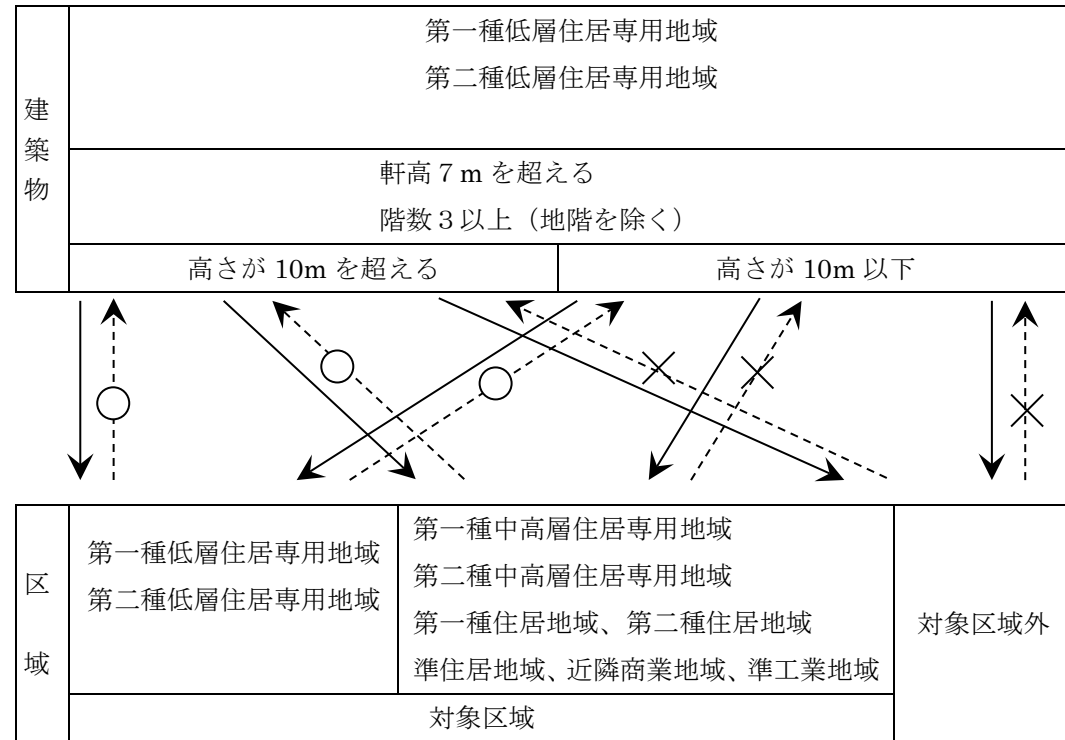 建築物
第一種低層住居専用地域
第二種低層住居専用地域
軒高７ｍを超える
階数３以上（地階を除く）
高さが 10m を超える
高さが 10m 以下
区域
第一種低層住居専用地域
第二種低層住居専用地域
第一種中高層住居専用地域
第二種中高層住居専用地域
第一種住居地域、第二種住居地域
準住居地域、近隣商業地域、準工業地域
対象区域外
対象区域